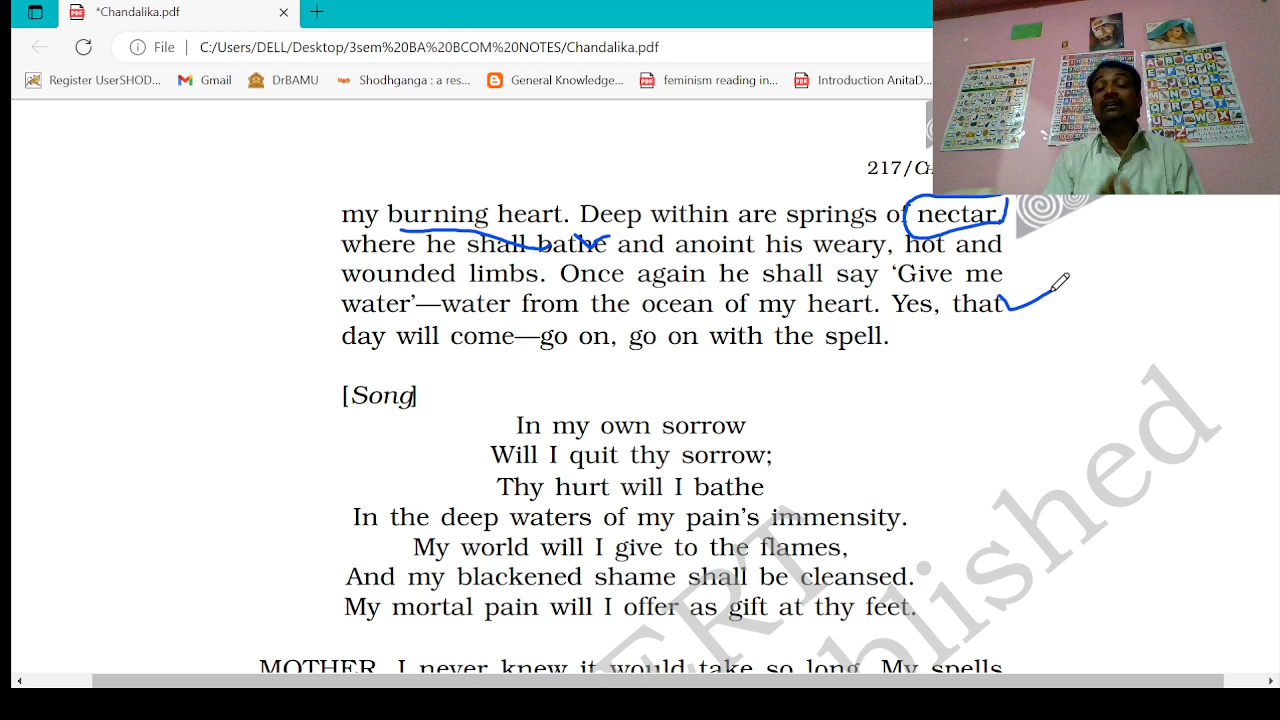 *Chandalika.pdf
File
C:/Users/DELL/Desktop/3sem%20BA%20BCOM%20NOTES/Chandalika.pdf
Register UserSHOD... Gmail DrBAMU Shodhganga : a res... General Knowledge... feminism reading in... Introduction AnitaD...
217/
my burning heart. Deep within are springs of nectar,
where he shall bathe and anoint his weary, hot and
wounded limbs. Once again he shall say ‘Give me
water’—water from the ocean of my heart. Yes, that
day will come—go on, go on with the spell.
[Song]
In my own sorrow
Will I quit thy sorrow;
Thy hurt will I bathe
In the deep waters of my pain’s immensity.
My world will I give to the flames,
And my blackened shame shall be cleansed.
My mortal pain will I offer as gift at thy feet.
MOTHER. I never knew it would take so long. My spells